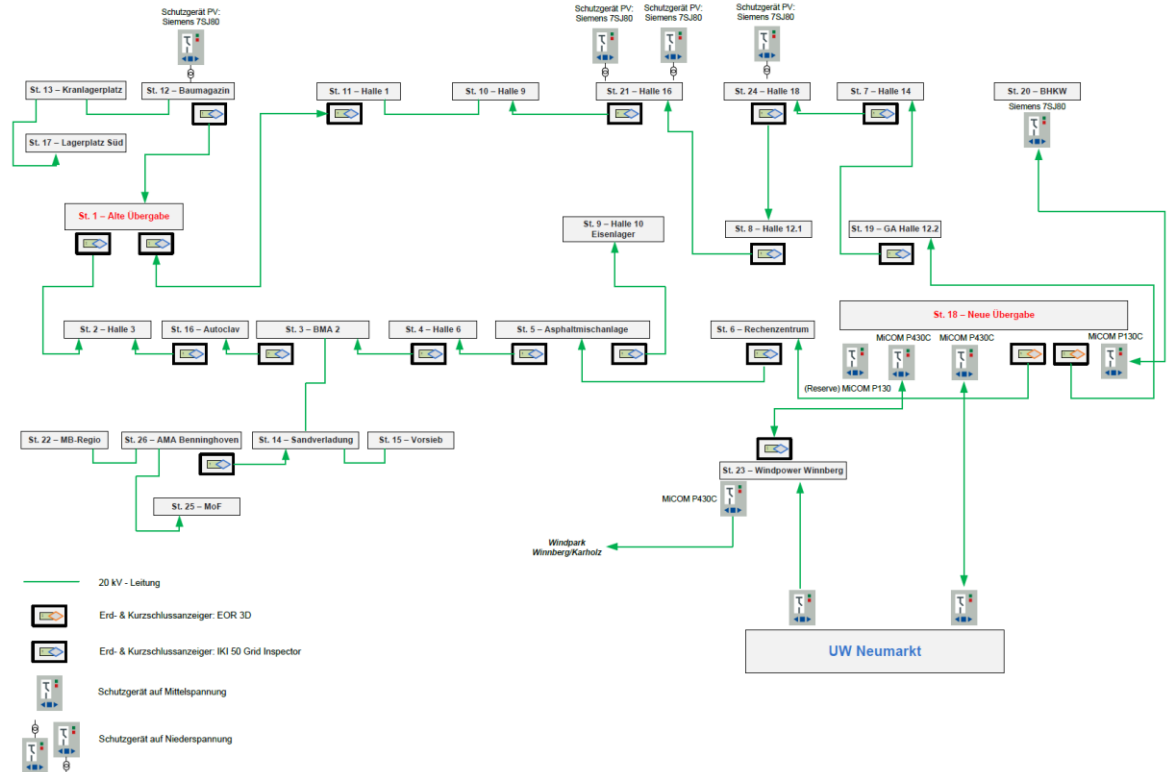 Schutzgerät PV:
Siemens 7SJ80
Schutzgerät PV:
Siemens 7SJ80
Schutzgerät PV:
Siemens 7SJ80
Schutzgerät PV:
Siemens 7SJ80
St. 13 – Kranlagerplatz
St. 12 – Baumagazin
St. 11 – Halle 1
St. 10 – Halle 9
St. 21 – Halle 16
St. 24 – Halle 18
St. 7 – Halle 14
St. 20 – BHKW
Siemens 7SJ80
St. 17 – Lagerplatz Süd
St. 1 – Alte Übergabe
St. 9 – Halle 10
Eisenlager
St. 8 – Halle 12.1
St. 19 – GA Halle 12.2
St. 18 – Neue Übergabe
St. 2 – Halle 3
St. 16 – Autoclav
St. 3 – BMA 2
St. 4 – Halle 6
St. 5 – Asphaltmischanlage
St. 6 – Rechenzentrum
MiCOM P430C
MiCOM P430C
MiCOM P130C
(Reserve) MiCOM P130
St. 22 – MB-Regio
St. 26 – AMA Benninghoven
St. 14 – Sandverladung
St. 15 – Vorsieb
St. 23 – Windpower Winnberg
MiCOM P430C
St. 25 – MoF
Windpark
Winnberg/Karholz
20 kV - Leitung
Erd- & Kurzschlussanzeiger: EOR 3D
Erd- & Kurzschlussanzeiger: IKI 50 Grid Inspector
UW Neumarkt
Schutzgerät auf Mittelspannung
Schutzgerät auf Niederspannung